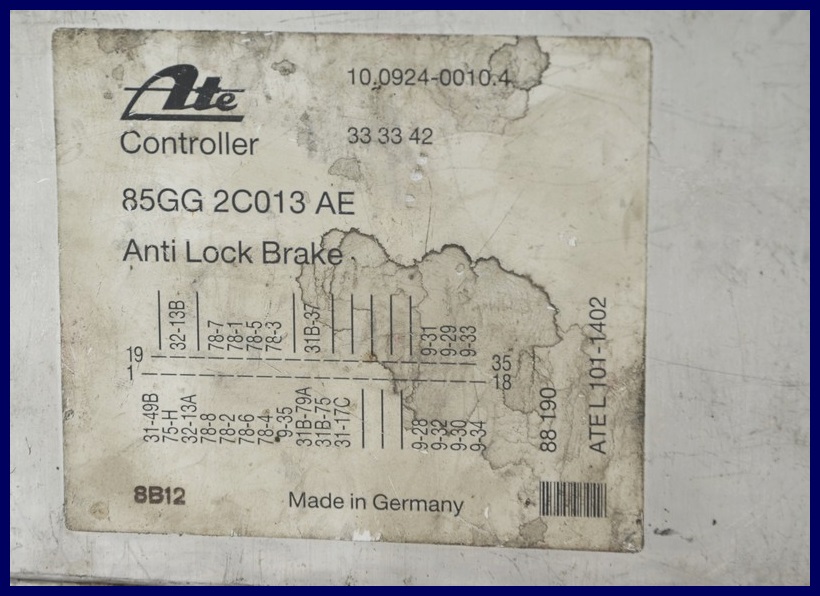 Ate
10.0924-0010.4
Controller
33 33 42
85GG 2C013 AE
Anti Lock Brake
32-13B 78-7 78-1 78-5 78-3 31B-37 9-31 9-29 9-33
19 35
1 18
31-49B 75-H 32-13A 78-8 78-2 78-6 78-4 9-35 31B-79A 31B-75 31-17C 9-28 9-32 9-30 9-34
88-190
ATE L 101-1402
8B12
Made in Germany